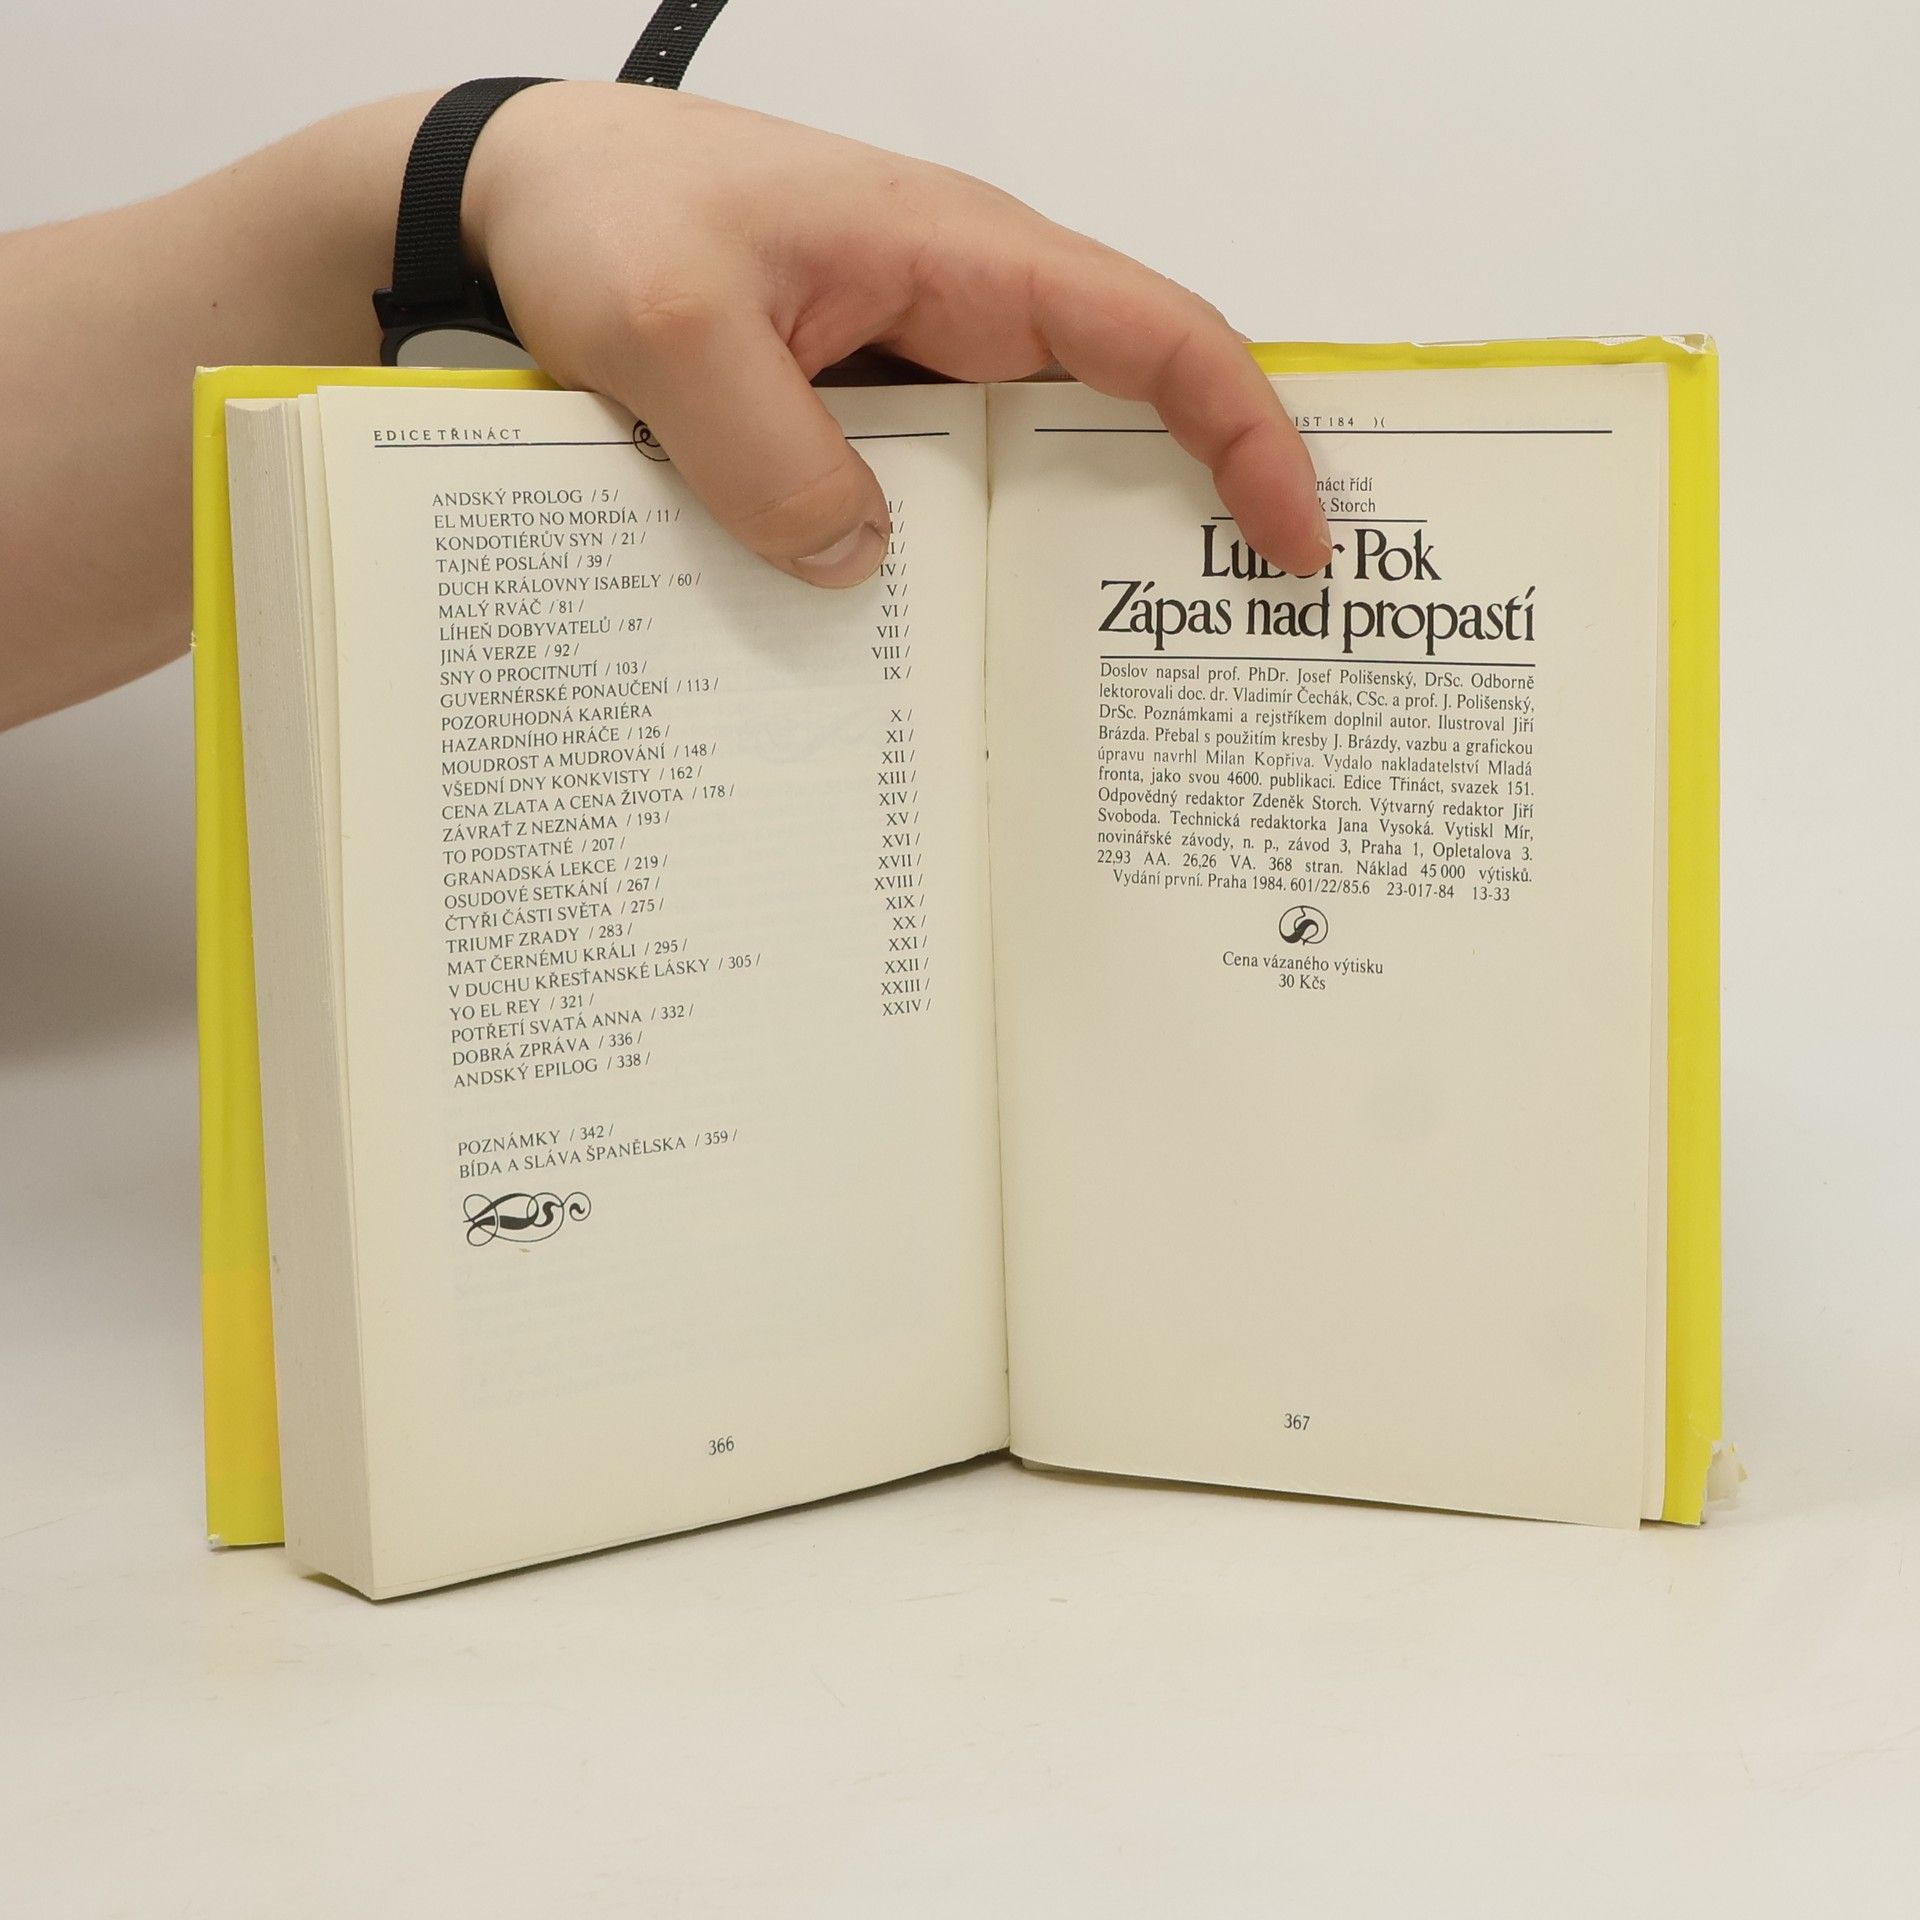 EDICE TŘINÁCT
ANDSKÝ PROLOG / 5 /
EL MUERTO NO MORDÍA / 11 / I /
KONDOTIÉRŮV SYN / 21 /
TAJNÉ POSLÁNÍ / 39 /
DUCH KRÁLOVNY ISABELY / 60 / IV /
MALÝ RVÁČ / 81 / V /
LÍHEŇ DOBYVATELŮ / 87 / VI /
JINÁ VERZE / 92 / VII /
SNY O PROCITNUTÍ / 103 / VIII /
GUVERNÉRSKÉ PONAUČENÍ / 113 / IX /
POZORUHODNÁ KARIÉRA
HAZARDNÍHO HRÁČE / 126 / X /
MOUDROST A MUDROVÁNÍ / 148 / XI /
VŠEDNÍ DNY KONKVISTY / 162 / XII /
CENA ZLATA A CENA ŽIVOTA / 178 / XIII /
ZÁVRAŤ Z NEZNÁMA / 193 / XIV /
TO PODSTATNÉ / 207 / XV /
GRANADSKÁ LEKCE / 219 / XVI /
OSUDOVÉ SETKÁNÍ / 267 / XVII /
ČTYŘI ČÁSTI SVĚTA / 275 / XVIII /
TRIUMF ZRADY / 283 / XIX /
MAT ČERNÉMU KRÁLI / 295 / XX /
V DUCHU KŘESŤANSKÉ LÁSKY / 305 / XXI /
YO EL REY / 321 / XXII /
POTŘETÍ SVATÁ ANNA / 332 / XXIII /
DOBRÁ ZPRÁVA / 336 / XXIV /
ANDSKÝ EPILOG / 338 /
POZNÁMKY / 342 /
BÍDA A SLÁVA ŠPANĚLSKA / 359 /
366
IST 184 )(
náct řídí
k Storch
Lubor Pok
Zápas nad propastí
Doslov napsal prof. PhDr. Josef Polišenský, DrSc. Odborně
lektorovali doc. dr. Vladimír Čechák, CSc. a prof. J. Polišenský,
DrSc. Poznámkami a rejstříkem doplnil autor. Ilustroval Jiří
Brázda. Přebal s použitím kresby J. Brázdy, vazbu a grafickou
úpravu navrhl Milan Kopřiva. Vydalo nakladatelství Mladá
fronta, jako svou 4600. publikaci. Edice Třináct, svazek 151.
Odpovědný redaktor Zdeněk Storch. Výtvarný redaktor Jiří
Svoboda. Technická redaktorka Jana Vysoká. Vytiskl Mír,
novinářské závody, n. p., závod 3, Praha 1, Opletalova 3.
22,93 AA. 26,26 VA. 368 stran. Náklad 45 000 výtisků.
Vydání první. Praha 1984. 601/22/85.6 23-017-84 13-33
Cena vázaného výtisku
30 Kčs
367